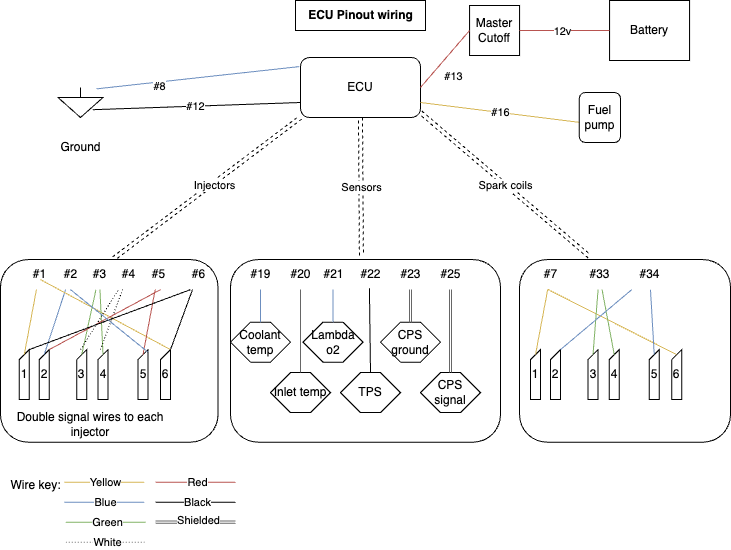 ECU Pinout wiring
Master
Cutoff
12v
Battery
#8
ECU
#13
#12
#16
Fuel
pump
Ground
Injectors
Sensors
Spark coils
#1 #2 #3 #4 #5 #6
#19 #20 #21 #22 #23 #25
#7 #33 #34
Coolant
temp
Lambda
o2
CPS
ground
Inlet temp
TPS
CPS
signal
1 2 3 4 5 6
1 2 3 4 5 6
Double signal wires to each
injector
Wire key:
Yellow
Red
Blue
Black
Green
Shielded
White